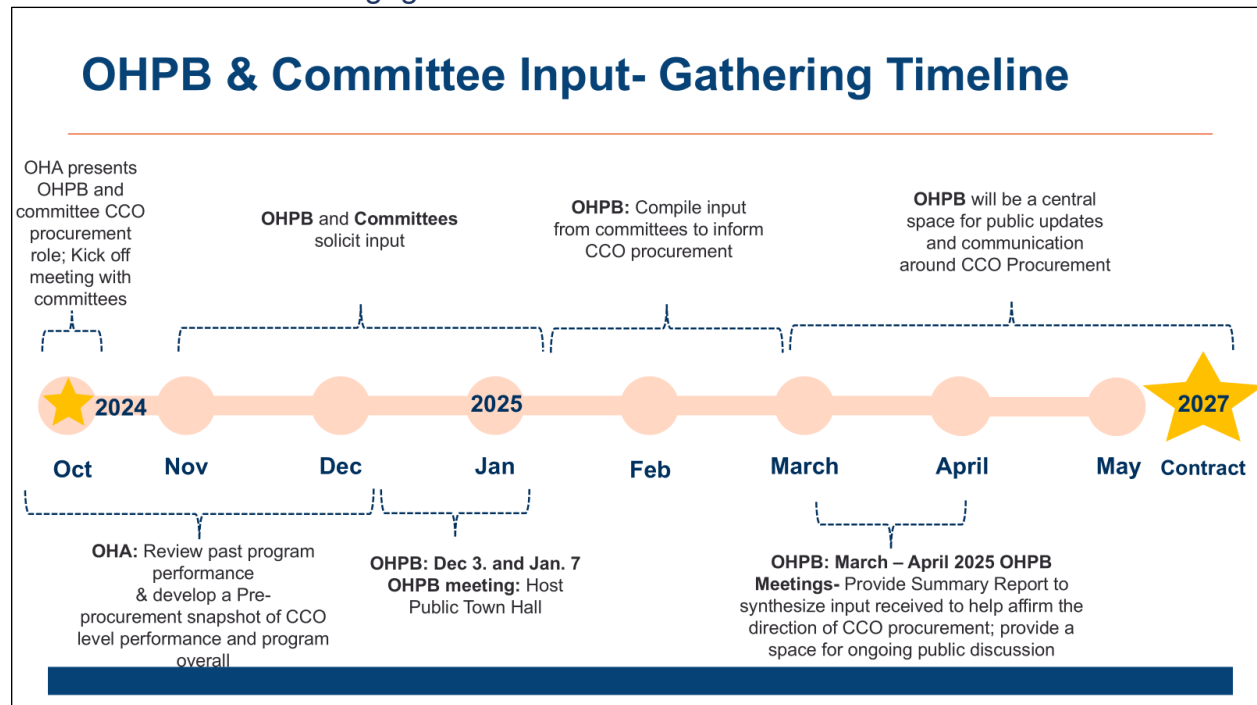 OHPB & Committee Input- Gathering Timeline
OHA presents
OHPB and
committee CCO
procurement
role; Kick off
meeting with
committees
OHPB and Committees
solicit input
OHPB: Compile input
from committees to inform
CCO procurement
OHPB will be a central
space for public updates
and communication
around CCO Procurement
2024
2025
2027
Oct
Nov
Dec
Jan
Feb
March
April
May
Contract
OHA: Review past program
performance
& develop a Pre-
procurement snapshot of CCO
level performance and program
overall
OHPB: Dec 3. and Jan. 7
OHPB meeting: Host
Public Town Hall
OHPB: March – April 2025 OHPB
Meetings- Provide Summary Report to
synthesize input received to help affirm the
direction of CCO procurement; provide a
space for ongoing public discussion